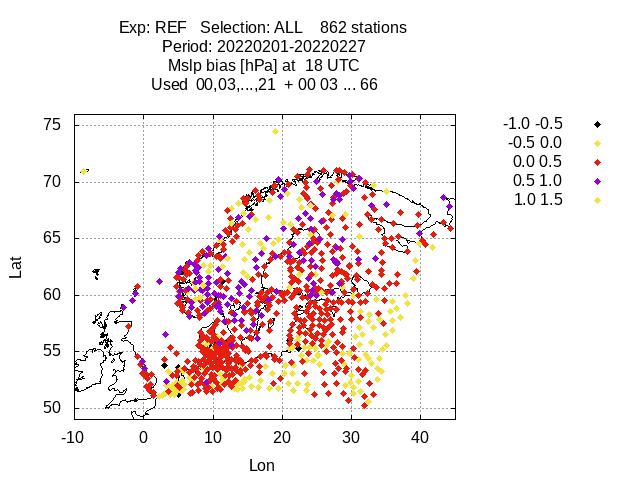 Exp: REF Selection: ALL 862 stations
Period: 20220201-20220227
Mslp bias [hPa] at 18 UTC
Used 00,03,...,21 + 00 03 ... 66
-1.0 -0.5
-0.5 0.0
0.0 0.5
0.5 1.0
1.0 1.5
75
70
65
60
55
50
Lat
-10 0 10 20 30 40
Lon